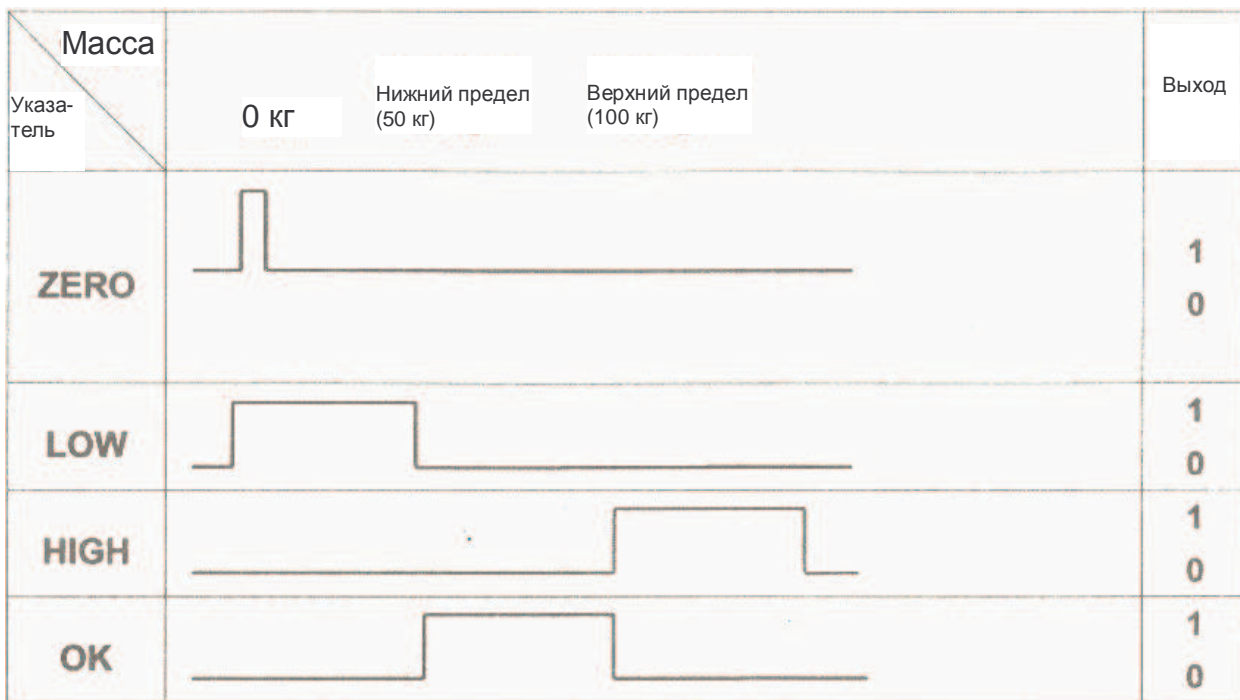 Масса
Указа-
тель
0 кг
Нижний предел
(50 кг)
Верхний предел
(100 кг)
Выход
ZERO
1
0
LOW
1
0
HIGH
1
0
OK
1
0